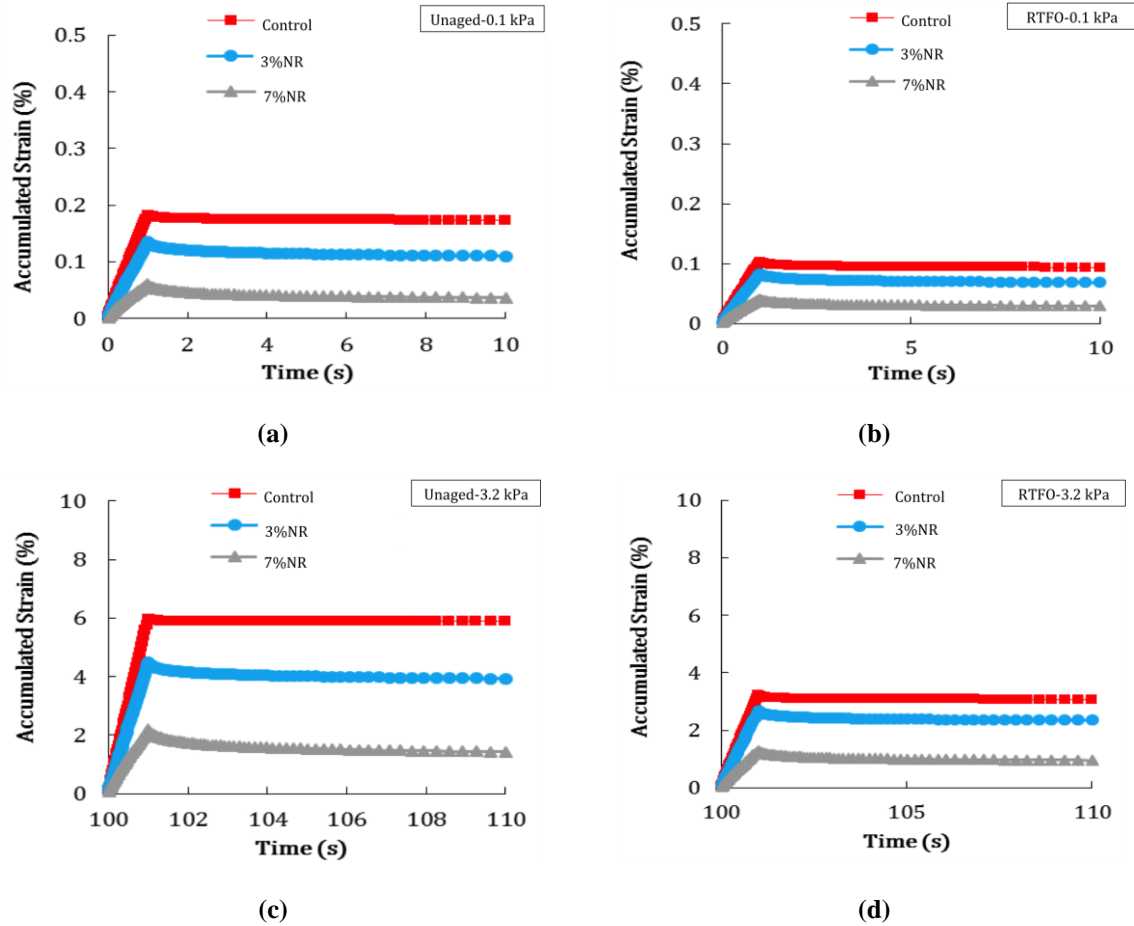 Unaged-0.1 kPa
Control
3%NR
7%NR
Accumulated Strain (%)
0.5
0.4
0.3
0.2
0.1
0
0 2 4 6 8 10
Time (s)
(a)
RTFO-0.1 kPa
Control
3%NR
7%NR
Accumulated Strain (%)
0.5
0.4
0.3
0.2
0.1
0
0 5 10
Time (s)
(b)
Unaged-3.2 kPa
Control
3%NR
7%NR
Accumulated Strain (%)
10
8
6
4
2
0
100 102 104 106 108 110
Time (s)
(c)
RTFO-3.2 kPa
Control
3%NR
7%NR
Accumulated Strain (%)
10
8
6
4
2
0
100 105 110
Time (s)
(d)